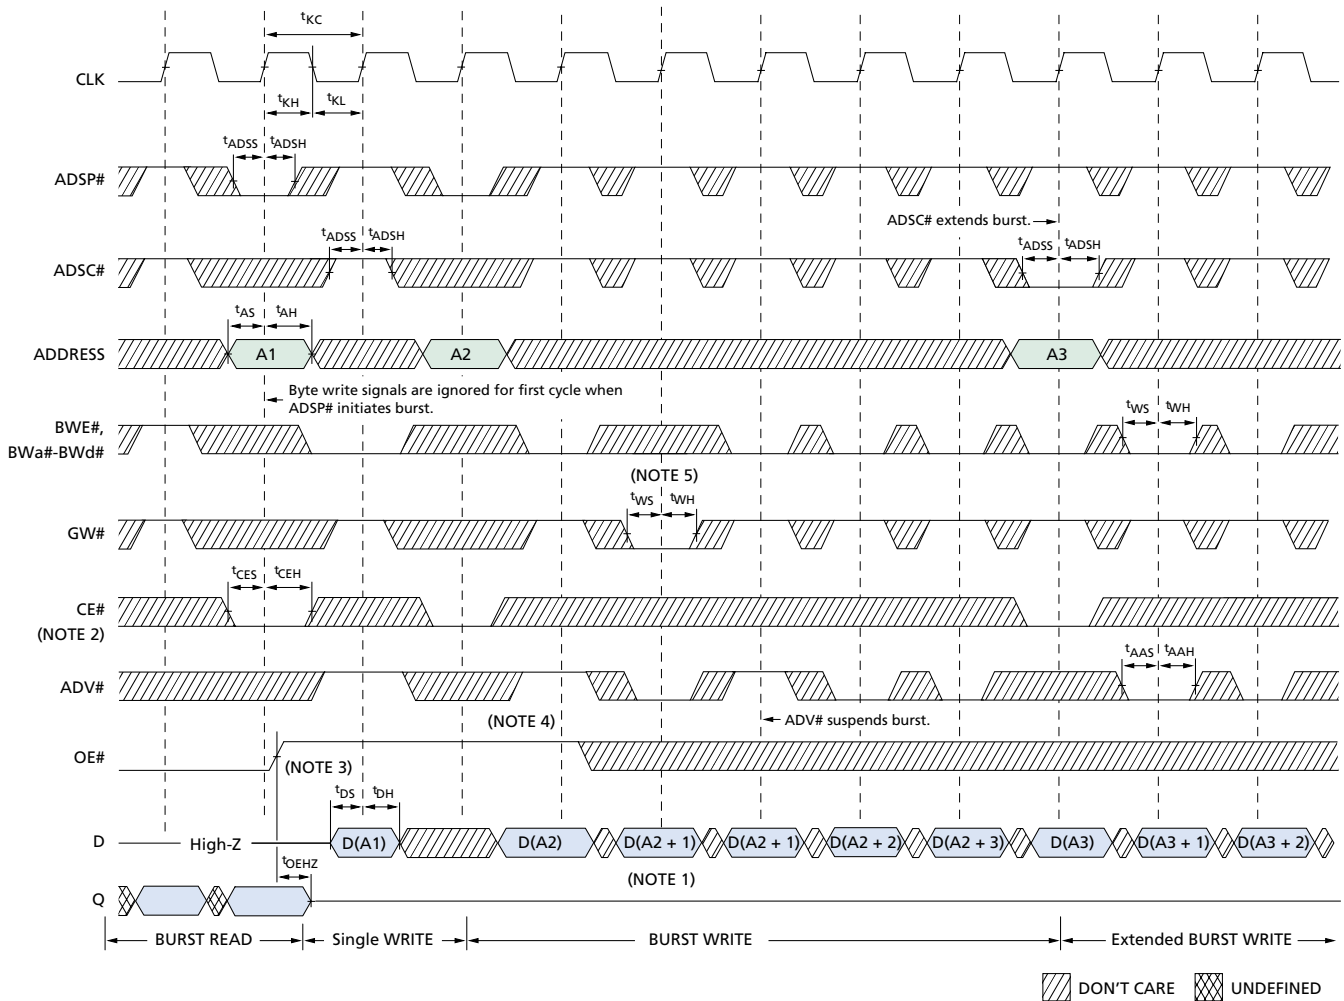 tKC
CLK
tKH
tKL
tADSS
tADSH
ADSP#
ADSC# extends burst.
tADSS
tADSH
tADSS
tADSH
ADSC#
tAS
tAH
ADDRESS
A1
A2
A3
Byte write signals are ignored for first cycle when
ADSP# initiates burst.
BWE#,
BWa#-BWd#
tWS
tWH
(NOTE 5)
tWS
tWH
GW#
tCES
tCEH
CE#
(NOTE 2)
tAAS
tAAH
ADV#
(NOTE 4)
ADV# suspends burst.
OE#
(NOTE 3)
tDS
tDH
D
High-Z
D(A1)
D(A2)
D(A2 + 1)
D(A2 + 1)
D(A2 + 2)
D(A2 + 3)
D(A3)
D(A3 + 1)
D(A3 + 2)
tOEHZ
(NOTE 1)
Q
BURST READ
Single WRITE
BURST WRITE
Extended BURST WRITE
DON'T CARE
UNDEFINED